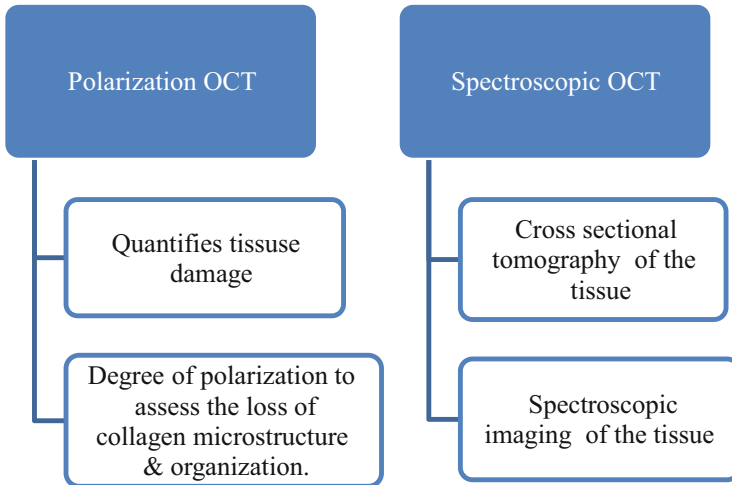 Polarization OCT
Quantifies tissuse
damage
Degree of polarization to
assess the loss of
collagen microstructure
& organization.
Spectroscopic OCT
Cross sectional
tomography of the
tissue
Spectroscopic
imaging of the tissue